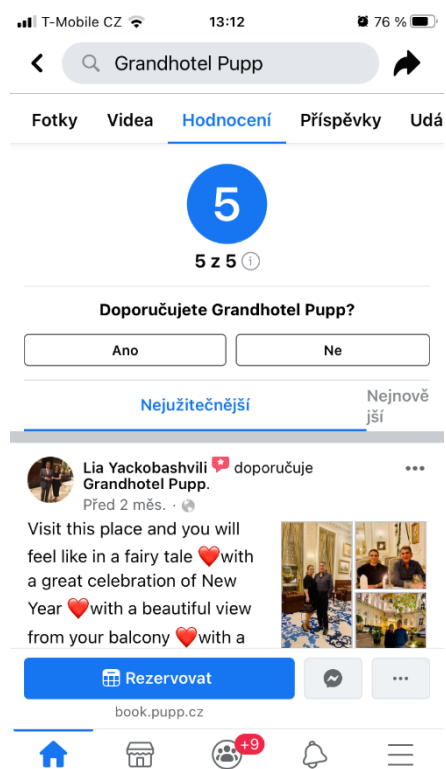 T-Mobile CZ 13:12 76 %
Grandhotel Pupp
Fotky Videa Hodnocení Příspěvky Udá
5
5 z 5
Doporučujete Grandhotel Pupp?
Ano Ne
Nejužitečnější Nejnově
jší
Lia Yackobashvili doporučuje
Grandhotel Pupp.
Před 2 měs. ·
Visit this place and you will
feel like in a fairy tale ❤️with
a great celebration of New
Year ❤️with a beautiful view
from your balcony ❤️with a
Rezervovat
book.pupp.cz
+9